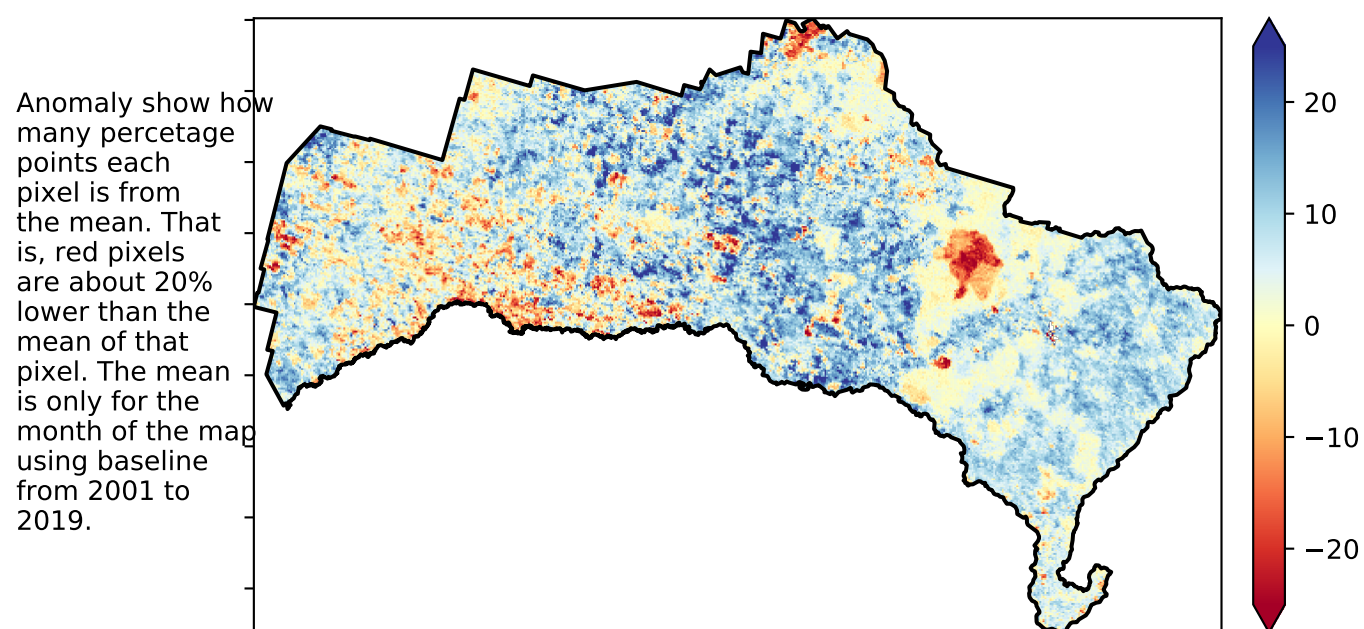 Anomaly show how
many percetage
points each
pixel is from
the mean. That
is, red pixels
are about 20%
lower than the
mean of that
pixel. The mean
is only for the
month of the map
using baseline
from 2001 to
2019.
20
10
0
−10
−20